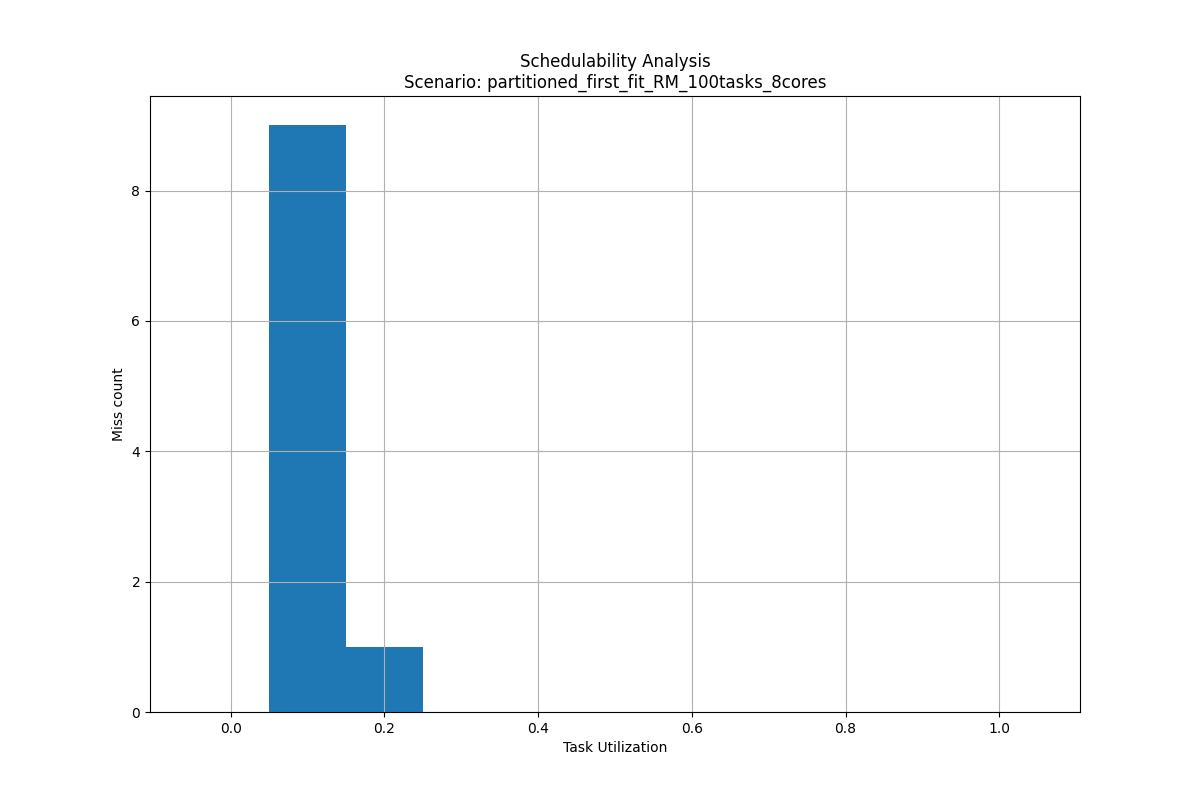 Schedulability Analysis
Scenario: partitioned_first_fit_RM_100tasks_8cores
Miss count
8
6
4
2
0
0.0 0.2 0.4 0.6 0.8 1.0
Task Utilization